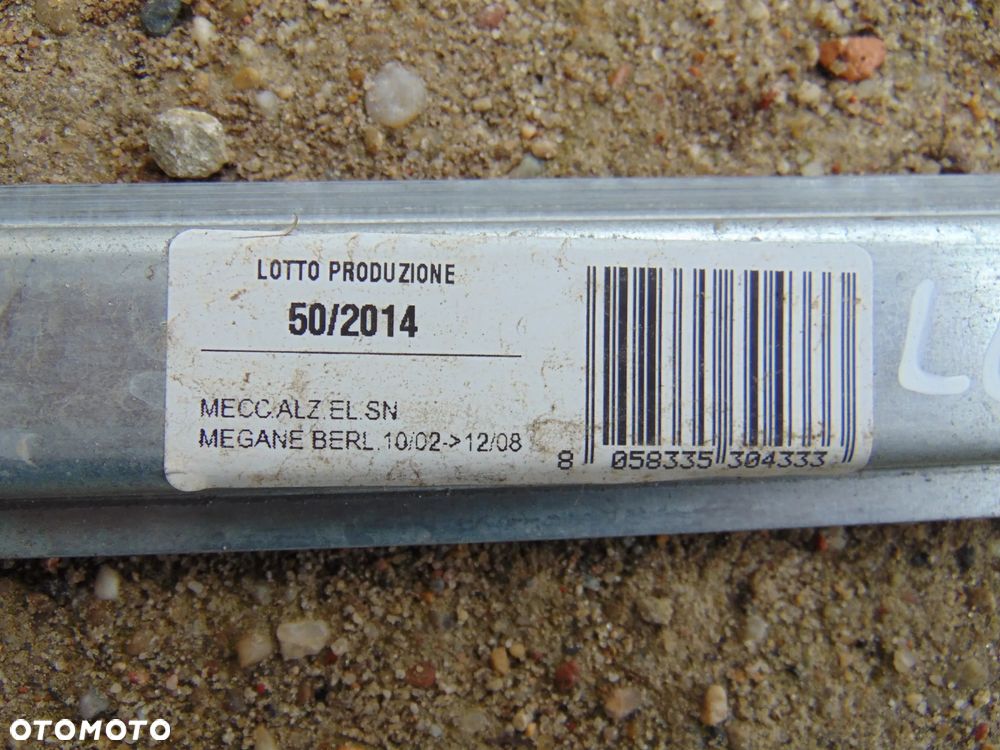 LOTTO PRODUZIONE
50/2014
MECC.ALZ.EL.SN
MEGANE BERL.10/02->12/08
8 058335 304333
OTOMOTO